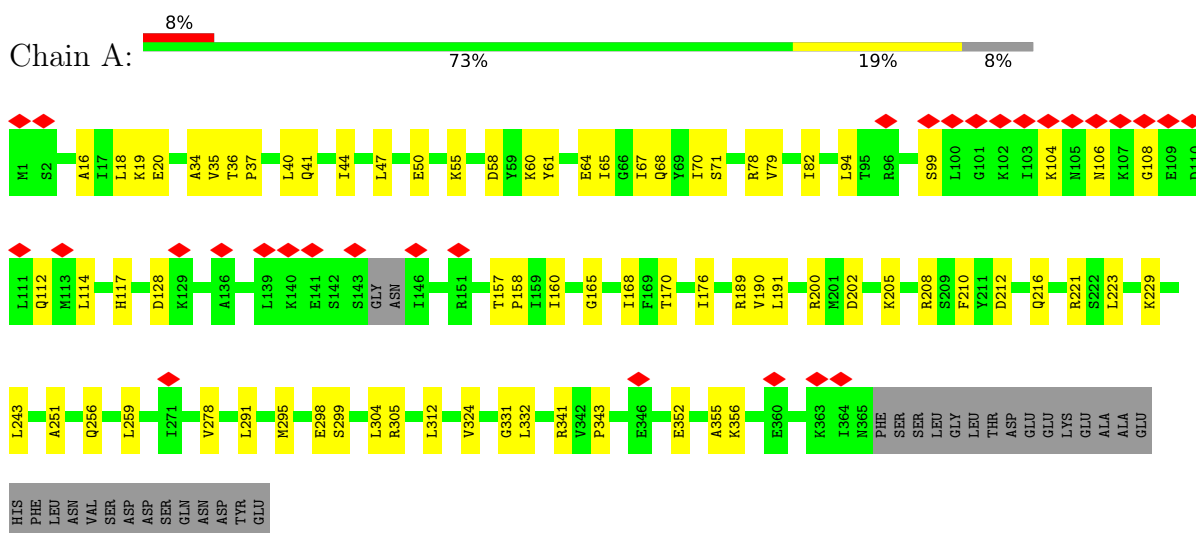 8%
Chain A:
73% 19% 8%
M1 S2 A16 I17 L18 K19 E20 A34 V35 T36 P37 L40 Q41 I44 L47 E50 K55 D58 Y59 K60 Y61 E64 I65 G66 I67 Q68 Y69 I70 S71 R78 V79 I82 L94 T95 R96 S99 L100 G101 K102 I103 K104 N105 N106 K107 G108 E109 D110
L111 Q112 M113 L114 H117 D128 K129 A136 L139 K140 E141 S142 S143 GLY ASN I146 R151 T157 P158 I159 I160 G165 I168 F169 T170 I176 R189 V190 L191 R200 M201 D202 K205 R208 S209 F210 Y211 D212 Q216 R221 S222 L223 K229
L243 A251 Q256 L259 I271 V278 L291 M295 E298 S299 L304 R305 L312 V324 G331 L332 R341 V342 P343 E346 E352 A355 K356 E360 K363 I364 N365 PHE SER SER LEU GLY LEU THR ASP GLU GLU LYS GLU ALA ALA GLU
HIS PHE LEU ASN VAL SER ASP ASP SER GLN ASN ASP TYR GLU